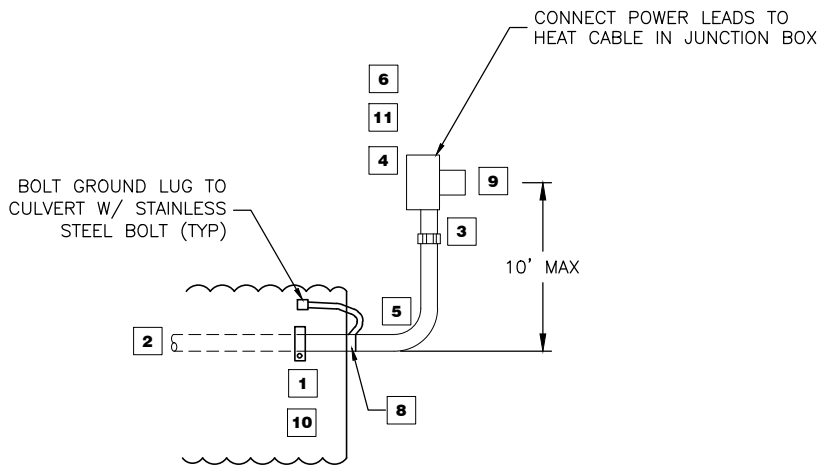 CONNECT POWER LEADS TO
HEAT CABLE IN JUNCTION BOX
6
11
4
9
BOLT GROUND LUG TO
CULVERT W/ STAINLESS
STEEL BOLT (TYP)
3
10' MAX
5
2
1
8
10